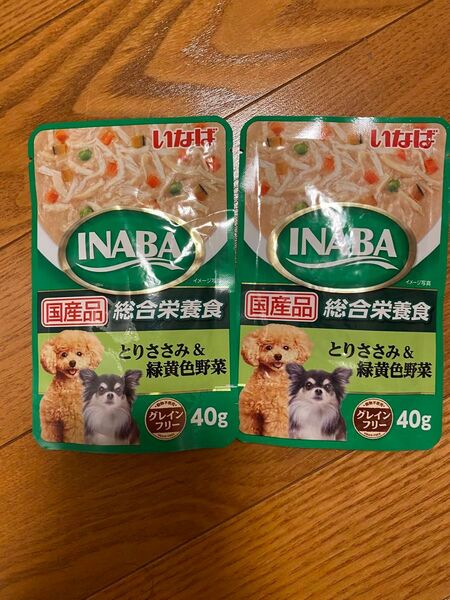 いなば
INABA
イメージ写真
国産品 総合栄養食
とりささみ&
緑黄色野菜
グレイン
フリー
40g
いなば
INABA
イメージ写真
国産品 総合栄養食
とりささみ&
緑黄色野菜
グレイン
フリー
40g